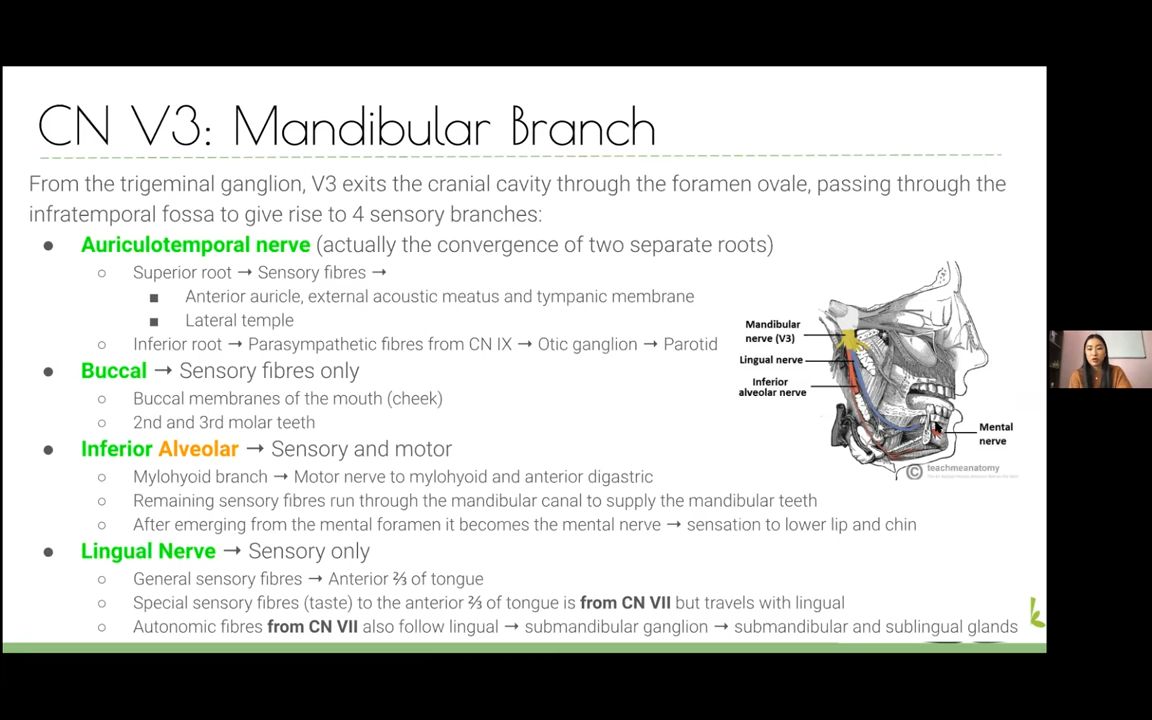 CN V3: Mandibular Branch
From the trigeminal ganglion, V3 exits the cranial cavity through the foramen ovale, passing through the
infratemporal fossa to give rise to 4 sensory branches:
● Auriculotemporal nerve (actually the convergence of two separate roots)
○ Superior root → Sensory fibres →
■ Anterior auricle, external acoustic meatus and tympanic membrane
■ Lateral temple
○ Inferior root → Parasympathetic fibres from CN IX → Otic ganglion → Parotid
● Buccal → Sensory fibres only
○ Buccal membranes of the mouth (cheek)
○ 2nd and 3rd molar teeth
● Inferior Alveolar → Sensory and motor
○ Mylohyoid branch → Motor nerve to mylohyoid and anterior digastric
○ Remaining sensory fibres run through the mandibular canal to supply the mandibular teeth
○ After emerging from the mental foramen it becomes the mental nerve → sensation to lower lip and chin
● Lingual Nerve → Sensory only
○ General sensory fibres → Anterior ⅔ of tongue
○ Special sensory fibres (taste) to the anterior ⅔ of tongue is from CN VII but travels with lingual
○ Autonomic fibres from CN VII also follow lingual → submandibular ganglion → submandibular and sublingual glands
Mandibular
nerve (V3)
Lingual nerve
Inferior
alveolar nerve
Mental
nerve
© teachmeanatomy